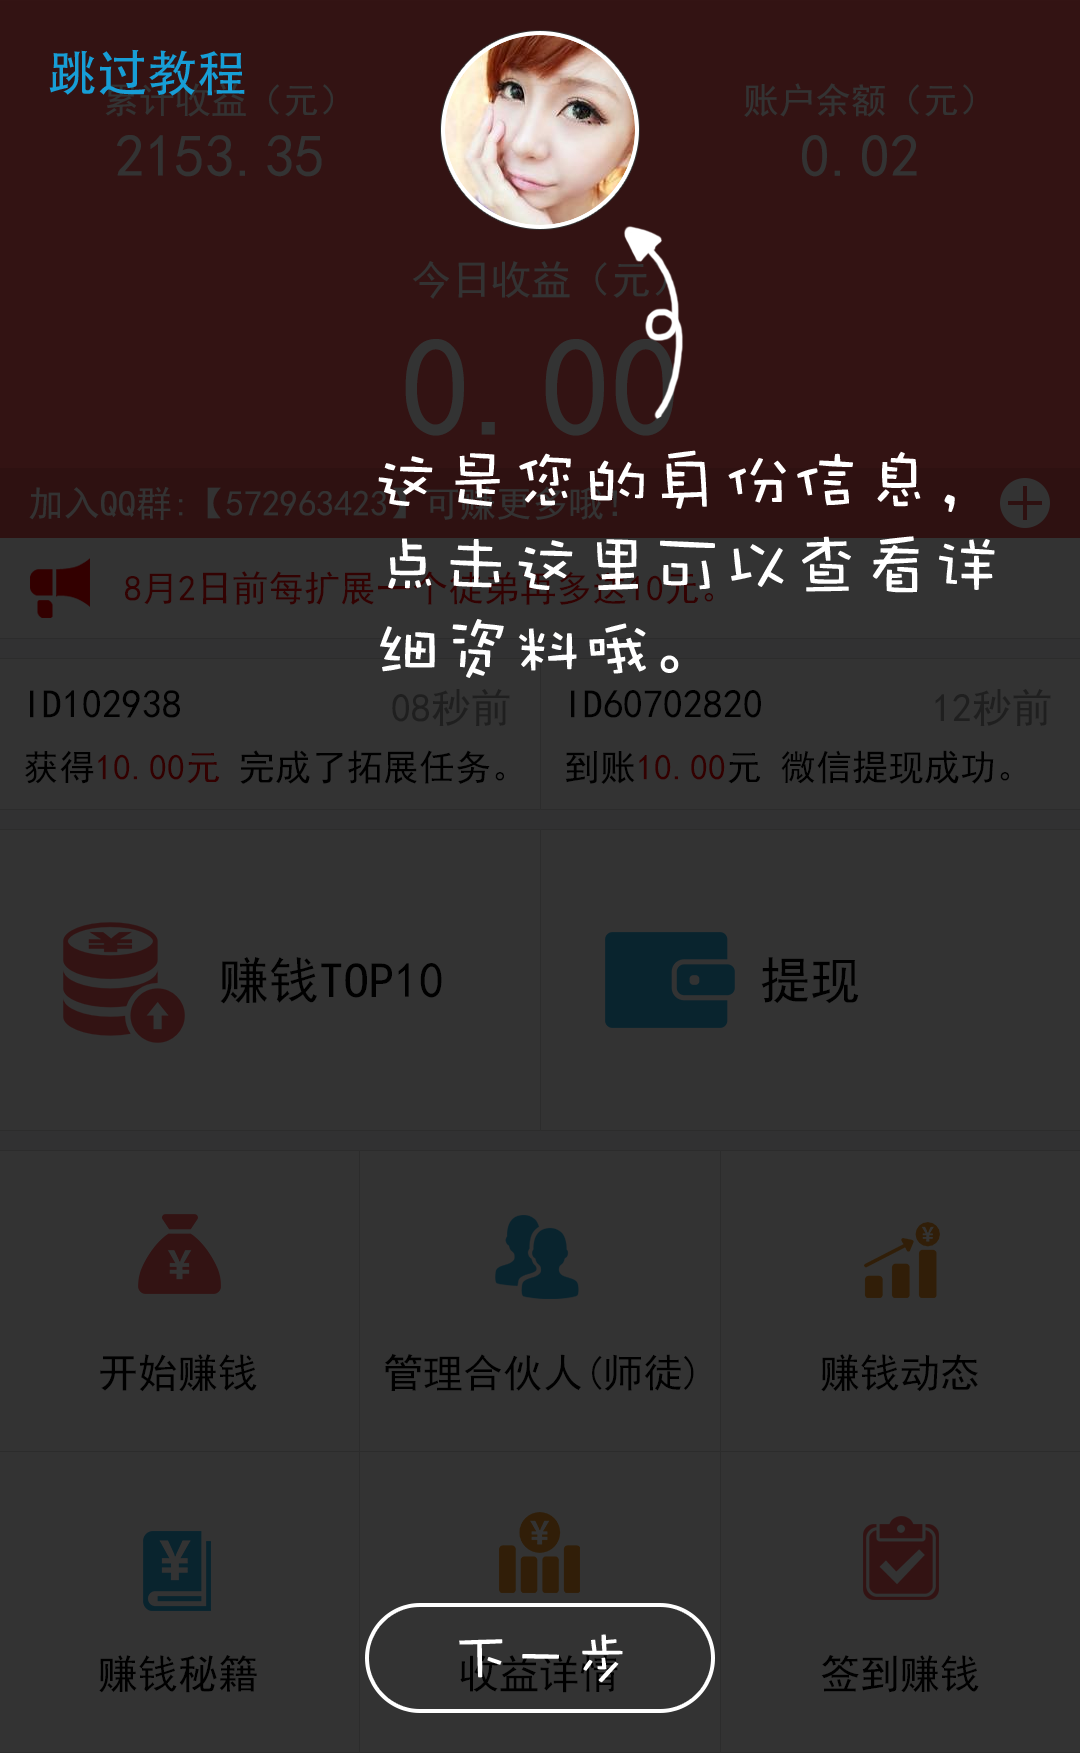 跳过教程
累计收益（元）
账户余额（元）
2153.35
0.02
今日收益（元）
0.00
这是您的身份信息，
点击这里可以查看详
细资料哦。
加入QQ群:【572963423】可赚更多哦!
8月2日前每扩展一个徒弟再多送10元。
ID102938
08秒前
ID60702820
12秒前
获得10.00元 完成了拓展任务。
到账10.00元 微信提现成功。
赚钱TOP10
提现
开始赚钱
管理合伙人(师徒)
赚钱动态
赚钱秘籍
收益详情
签到赚钱
下一步